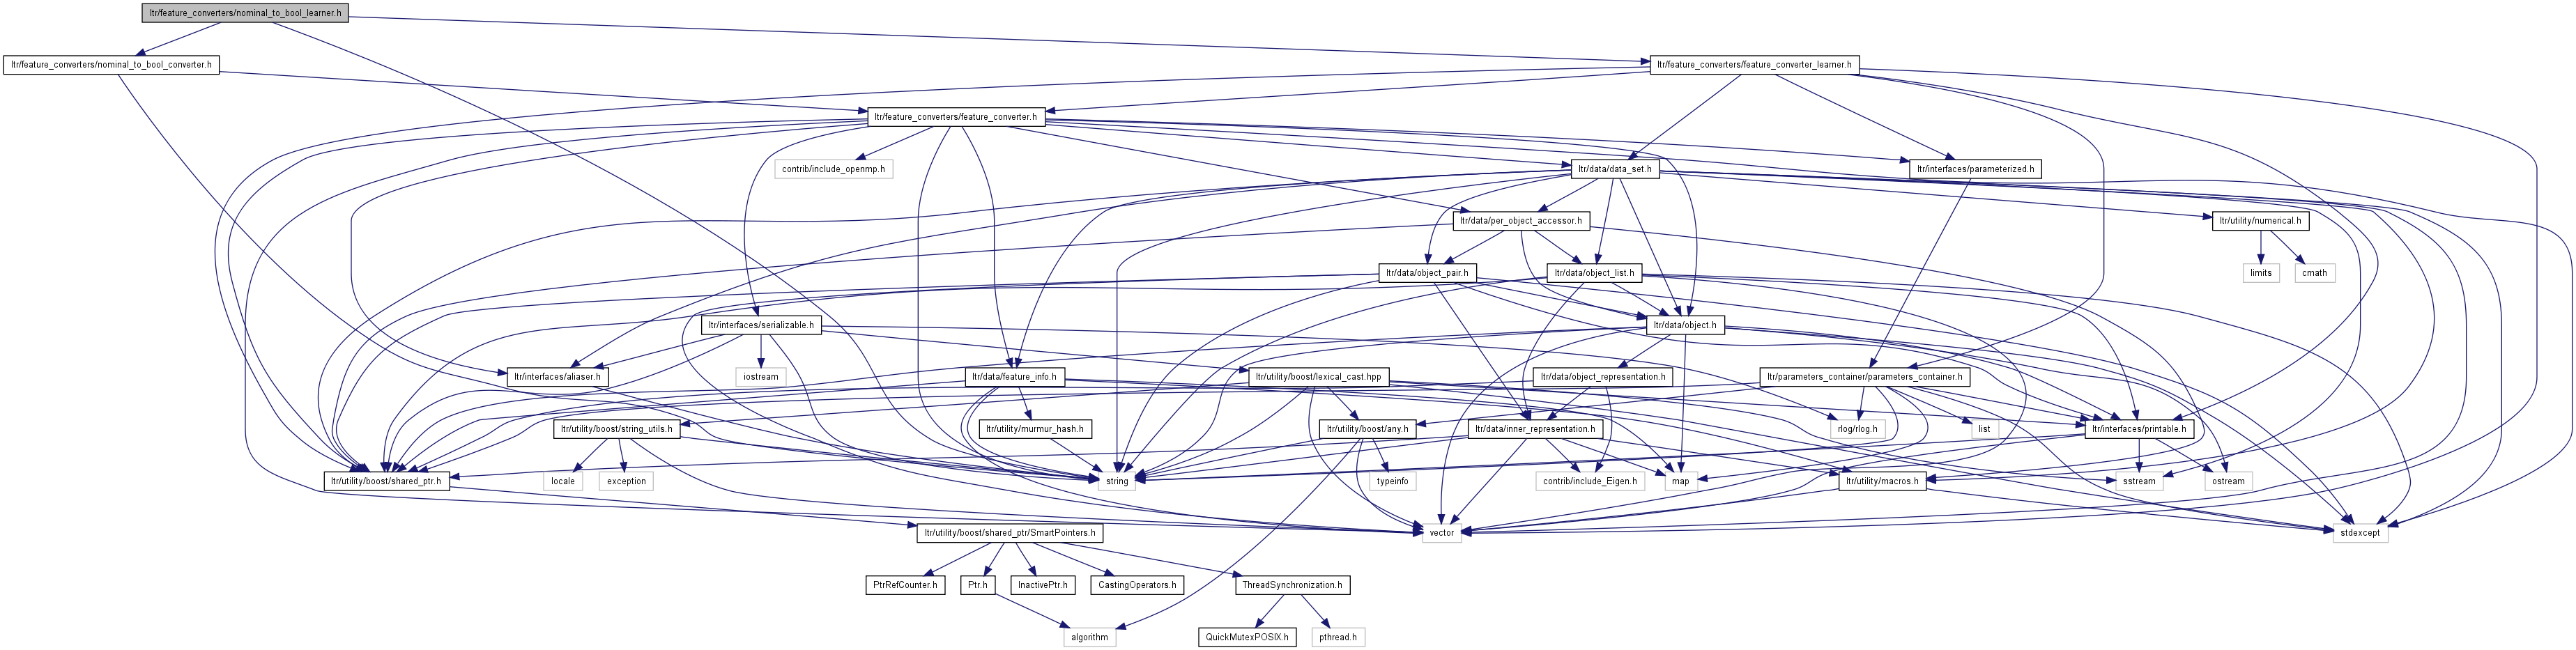 ltr/feature_converters/nominal_to_bool_learner.h
ltr/feature_converters/nominal_to_bool_converter.h
ltr/feature_converters/feature_converter_learner.h
ltr/feature_converters/feature_converter.h
contrib/include_openmp.h
ltr/data/data_set.h
ltr/interfaces/parameterized.h
ltr/data/per_object_accessor.h
ltr/utility/numerical.h
ltr/data/object_pair.h
ltr/data/object_list.h
limits
cmath
ltr/interfaces/serializable.h
ltr/data/object.h
ltr/interfaces/aliaser.h
iostream
ltr/data/feature_info.h
ltr/utility/boost/lexical_cast.hpp
ltr/data/object_representation.h
ltr/parameters_container/parameters_container.h
ltr/utility/boost/string_utils.h
ltr/utility/murmur_hash.h
ltr/utility/boost/any.h
ltr/data/inner_representation.h
rlog/rlog.h
list
ltr/interfaces/printable.h
ltr/utility/boost/shared_ptr.h
locale
exception
string
typeinfo
contrib/include_Eigen.h
map
ltr/utility/macros.h
sstream
ostream
ltr/utility/boost/shared_ptr/SmartPointers.h
vector
stdexcept
PtrRefCounter.h
Ptr.h
InactivePtr.h
CastingOperators.h
ThreadSynchronization.h
algorithm
QuickMutexPOSIX.h
pthread.h